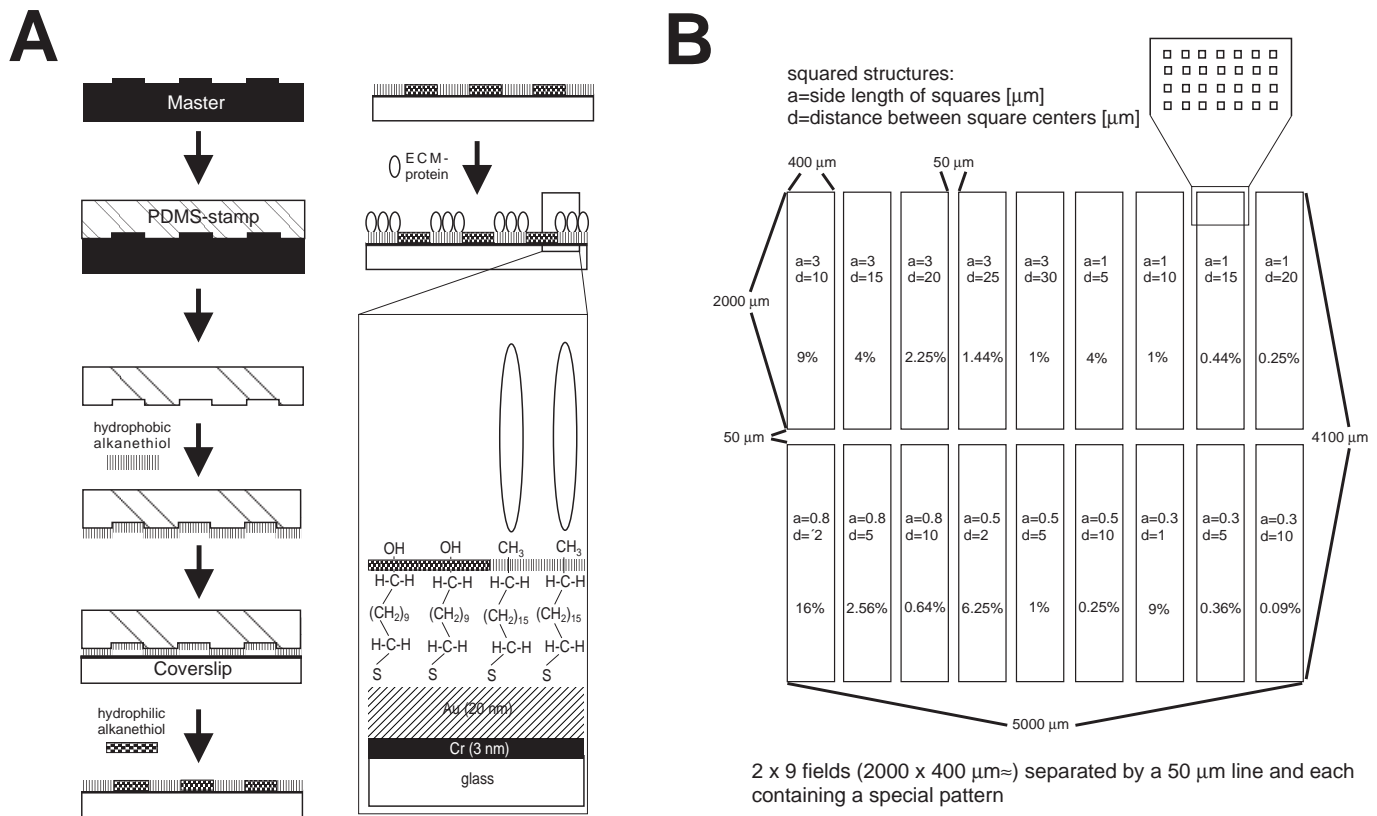 A
Master
PDMS-stamp
hydrophobic
alkanethiol
Coverslip
hydrophilic
alkanethiol
ECM-
protein
OH OH CH3 CH3
H-C-H H-C-H H-C-H H-C-H
(CH2)9 (CH2)9 (CH2)15 (CH2)15
H-C-H H-C-H H-C-H H-C-H
S S S S
Au (20 nm)
Cr (3 nm)
glass
B
squared structures:
a=side length of squares [μm]
d=distance between square centers [μm]
400 μm 50 μm
a=3 a=3 a=3 a=3 a=3 a=1 a=1 a=1 a=1
d=10 d=15 d=20 d=25 d=30 d=5 d=10 d=15 d=20
2000 μm
9% 4% 2.25% 1.44% 1% 4% 1% 0.44% 0.25%
50 μm 4100 μm
a=0.8 a=0.8 a=0.8 a=0.5 a=0.5 a=0.5 a=0.3 a=0.3 a=0.3
d=´2 d=5 d=10 d=2 d=5 d=10 d=1 d=5 d=10
16% 2.56% 0.64% 6.25% 1% 0.25% 9% 0.36% 0.09%
5000 μm
2 x 9 fields (2000 x 400 μm≈) separated by a 50 μm line and each
containing a special pattern